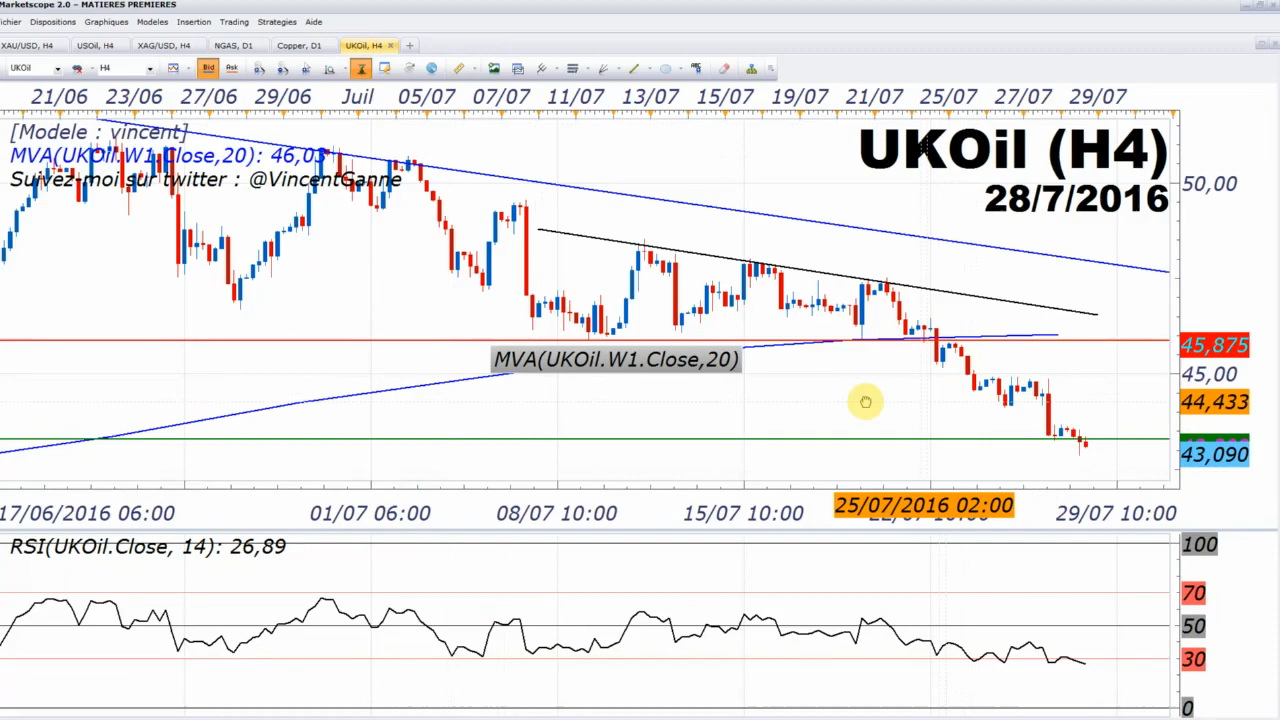 Marketscope 2.0 – MATIERES PREMIERES
ichier Dispositions Graphiques Modeles Insertion Trading Strategies Aide
XAU/USD, H4 USOil, H4 XAG/USD, H4 NGAS, D1 Copper, D1 UKOil, H4
UKOil H4 Bid Ask
21/06 23/06 27/06 29/06 Juil 05/07 07/07 11/07 13/07 15/07 19/07 21/07 25/07 27/07 29/07
[Modele : vincent]
MVA(UKOil.W1.Close,20): 46,03
Suivez-moi sur twitter : @VincentGanne
UKOil (H4)
28/7/2016
50,00
45,875
MVA(UKOil.W1.Close,20)
45,00
44,433
43,090
17/06/2016 06:00 01/07 06:00 08/07 10:00 15/07 10:00 25/07/2016 02:00 29/07 10:00
RSI(UKOil.Close, 14): 26,89
100
70
50
30
0